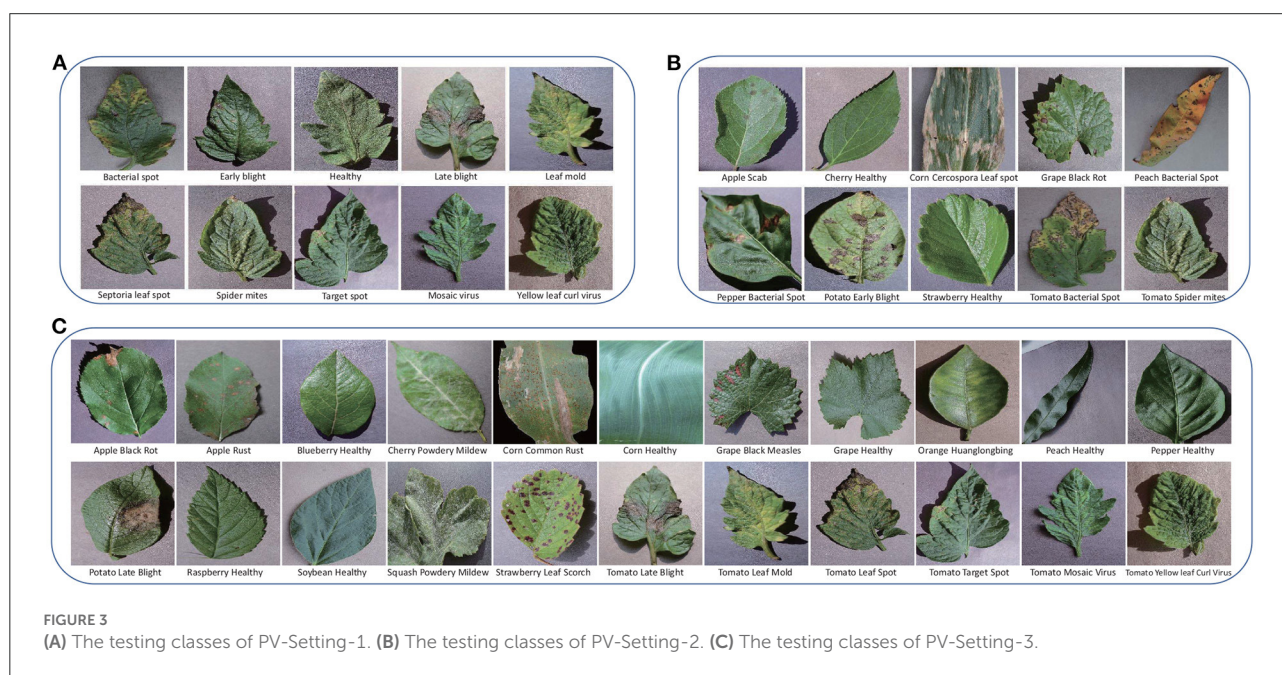 A
Bacterial spot Early blight Healthy Late blight Leaf mold
Septoria leaf spot Spider mites Target spot Mosaic virus Yellow leaf curl virus
B
Apple Scab Cherry Healthy Corn Cercospora Leaf spot Grape Black Rot Peach Bacterial Spot
Pepper Bacterial Spot Potato Early Blight Strawberry Healthy Tomato Bacterial Spot Tomato Spider mites
C
Apple Black Rot Apple Rust Blueberry Healthy Cherry Powdery Mildew Corn Common Rust Corn Healthy Grape Black Measles Grape Healthy Orange Huanglongbing Peach Healthy Pepper Healthy
Potato Late Blight Raspberry Healthy Soybean Healthy Squash Powdery Mildew Strawberry Leaf Scorch Tomato Late Blight Tomato Leaf Mold Tomato Leaf Spot Tomato Target Spot Tomato Mosaic Virus Tomato Yellow leaf Curl Virus
FIGURE 3
(A) The testing classes of PV-Setting-1. (B) The testing classes of PV-Setting-2. (C) The testing classes of PV-Setting-3.